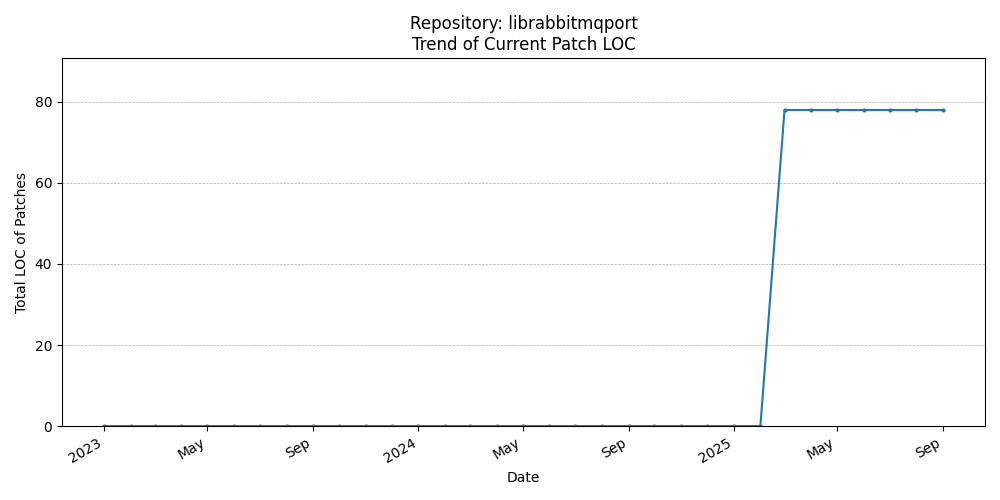 Repository: librabbitmqport
Trend of Current Patch LOC
Total LOC of Patches
80
60
40
20
0
2023
May
Sep
2024
May
Sep
2025
May
Sep
Date